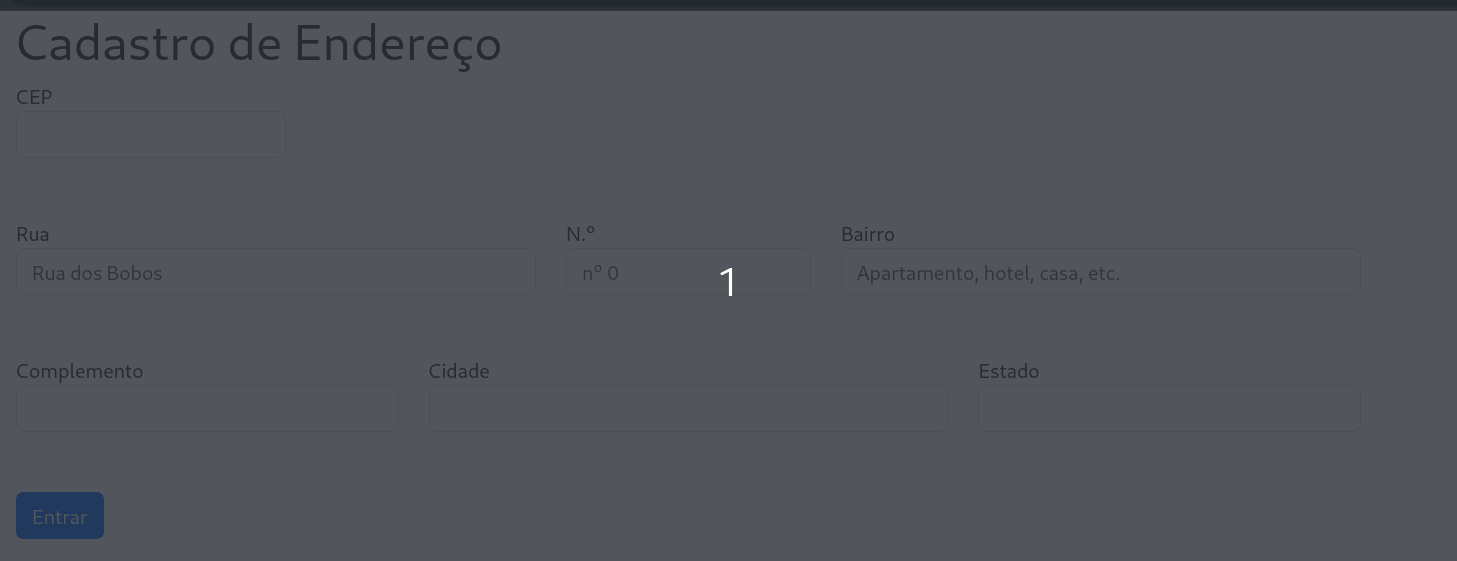 Cadastro de Endereço
CEP
Rua N.º Bairro
Rua dos Bobos nº 0 1 Apartamento, hotel, casa, etc.
Complemento Cidade Estado
Entrar